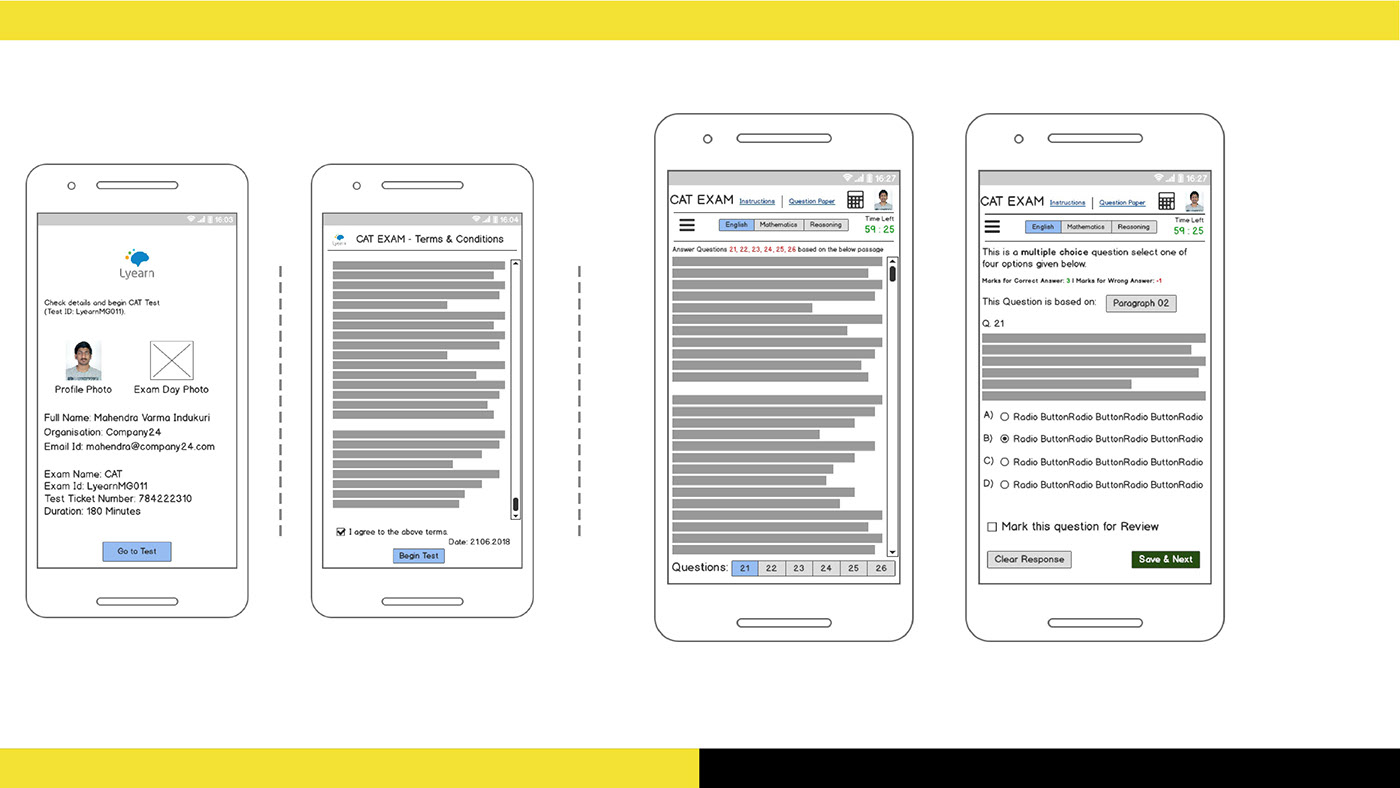 16:03
Lyearn
Check details and begin CAT Test
(Test ID: LyearnMG011).
Profile Photo
Exam Day Photo
Full Name: Mahendra Varma Indukuri
Organisation: Company24
Email Id: mahendra@company24.com
Exam Name: CAT
Exam Id: LyearnMG011
Test Ticket Number: 784222310
Duration: 180 Minutes
Go to Test
16:04
Lyearn
CAT EXAM - Terms & Conditions
I agree to the above terms.
Date: 21.06.2018
Begin Test
16:27
CAT EXAM Instructions | Question Paper
English Mathematics Reasoning
Time Left
59 : 25
Answer Questions 21, 22, 23, 24, 25, 26 based on the below passage
Questions: 21 22 23 24 25 26
16:27
CAT EXAM Instructions | Question Paper
English Mathematics Reasoning
Time Left
59 : 25
This is a multiple choice question select one of
four options given below.
Marks for Correct Answer: 3 | Marks for Wrong Answer: -1
This Question is based on: Paragraph 02
Q. 21
A) Radio ButtonRadio ButtonRadio ButtonRadio
B) Radio ButtonRadio ButtonRadio ButtonRadio
C) Radio ButtonRadio ButtonRadio ButtonRadio
D) Radio ButtonRadio ButtonRadio ButtonRadio
Mark this question for Review
Clear Response
Save & Next